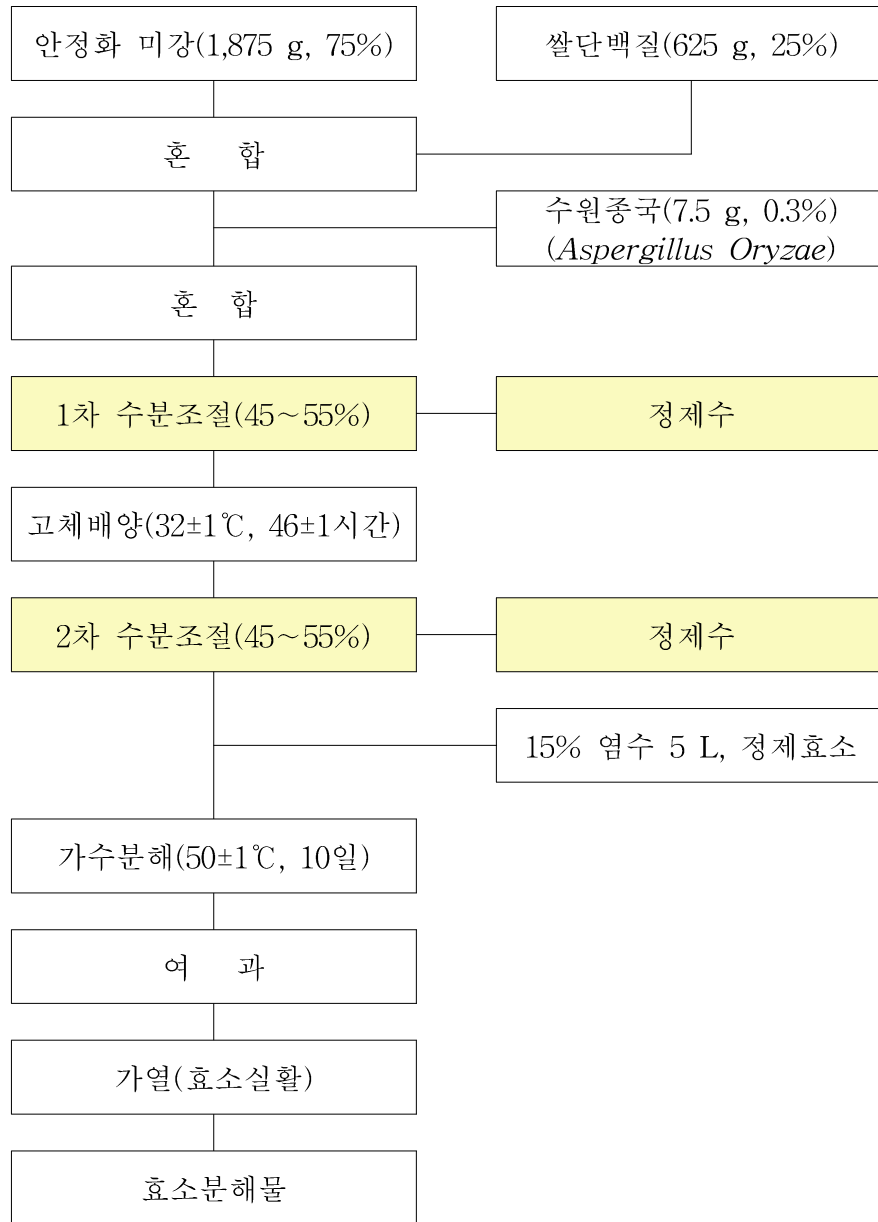 안정화 미강(1,875 g, 75%)
쌀단백질(625 g, 25%)
혼 합
수원종국(7.5 g, 0.3%)
(Aspergillus Oryzae)
혼 합
1차 수분조절(45~55%)
정제수
고체배양(32±1℃, 46±1시간)
2차 수분조절(45~55%)
정제수
15% 염수 5 L, 정제효소
가수분해(50±1℃, 10일)
여 과
가열(효소실활)
효소분해물